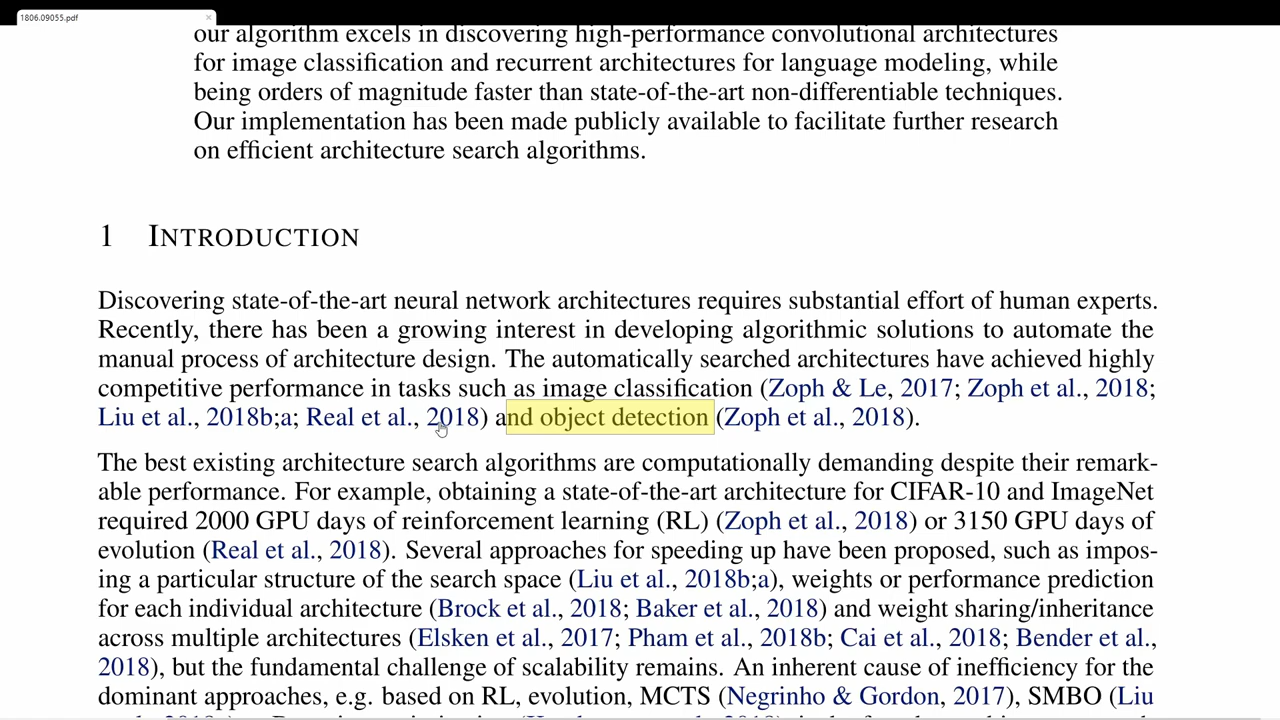 1806.09055.pdf
our algorithm excels in discovering high-performance convolutional architectures
for image classification and recurrent architectures for language modeling, while
being orders of magnitude faster than state-of-the-art non-differentiable techniques.
Our implementation has been made publicly available to facilitate further research
on efficient architecture search algorithms.
1 INTRODUCTION
Discovering state-of-the-art neural network architectures requires substantial effort of human experts.
Recently, there has been a growing interest in developing algorithmic solutions to automate the
manual process of architecture design. The automatically searched architectures have achieved highly
competitive performance in tasks such as image classification (Zoph & Le, 2017; Zoph et al., 2018;
Liu et al., 2018b;a; Real et al., 2018) and object detection (Zoph et al., 2018).
The best existing architecture search algorithms are computationally demanding despite their remark-
able performance. For example, obtaining a state-of-the-art architecture for CIFAR-10 and ImageNet
required 2000 GPU days of reinforcement learning (RL) (Zoph et al., 2018) or 3150 GPU days of
evolution (Real et al., 2018). Several approaches for speeding up have been proposed, such as impos-
ing a particular structure of the search space (Liu et al., 2018b;a), weights or performance prediction
for each individual architecture (Brock et al., 2018; Baker et al., 2018) and weight sharing/inheritance
across multiple architectures (Elsken et al., 2017; Pham et al., 2018b; Cai et al., 2018; Bender et al.,
2018), but the fundamental challenge of scalability remains. An inherent cause of inefficiency for the
dominant approaches, e.g. based on RL, evolution, MCTS (Negrinho & Gordon, 2017), SMBO (Liu